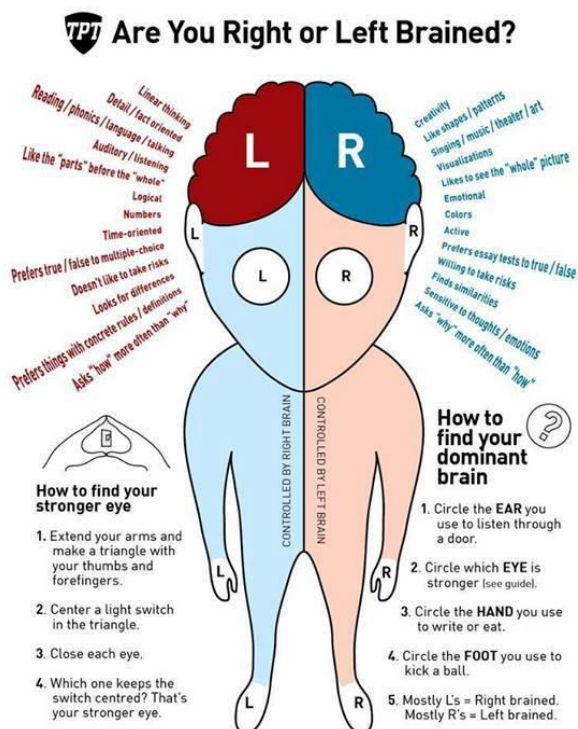 TPT Are You Right or Left Brained?
Linear thinking
Detail / fact oriented
Reading / phonics / language / talking
Auditory / listening
Like the "parts" before the "whole"
Logical
Numbers
Time-oriented
Prefers true / false to multiple-choice
Doesn't like to take risks
Looks for differences
Prefers things with concrete rules / definitions
Asks "how" more often than "why"
L
R
Creativity
Like shapes / patterns
Singing / music / theater / art
Visualizations
Likes to see the "whole" picture
Emotional
Colors
Active
Prefers essay tests to true / false
Willing to take risks
Finds similarities
Sensitive to thoughts / emotions
Asks "why" more often than "how"
L
R
L
R
CONTROLLED BY RIGHT BRAIN
CONTROLLED BY LEFT BRAIN
How to find your
stronger eye
1. Extend your arms and
make a triangle with
your thumbs and
forefingers.
2. Center a light switch
in the triangle.
3. Close each eye.
4. Which one keeps the
switch centred? That's
your stronger eye.
L
R
L
R
How to
find your
dominant
brain
?
1. Circle the EAR you
use to listen through
a door.
2. Circle which EYE is
stronger (see guide).
3. Circle the HAND you use
to write or eat.
4. Circle the FOOT you use to
kick a ball.
5. Mostly L's = Right brained.
Mostly R's = Left brained.